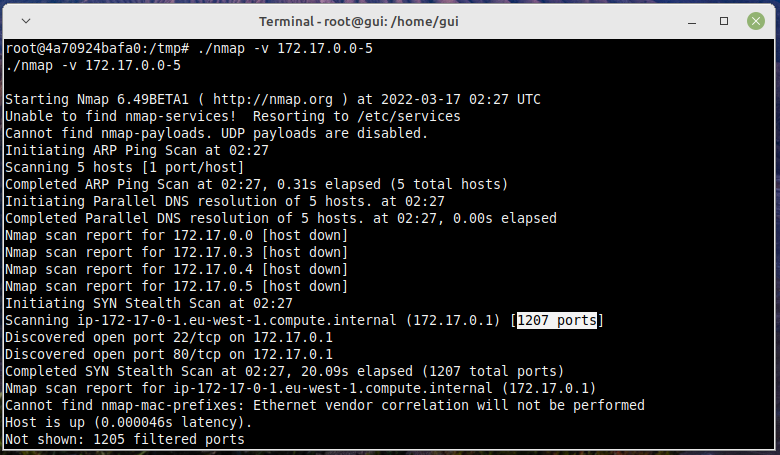 Terminal - root@gui: /home/gui
root@4a70924bafa0:/tmp# ./nmap -v 172.17.0.0-5
./nmap -v 172.17.0.0-5
Starting Nmap 6.49BETA1 ( http://nmap.org ) at 2022-03-17 02:27 UTC
Unable to find nmap-services!  Resorting to /etc/services
Cannot find nmap-payloads. UDP payloads are disabled.
Initiating ARP Ping Scan at 02:27
Scanning 5 hosts [1 port/host]
Completed ARP Ping Scan at 02:27, 0.31s elapsed (5 total hosts)
Initiating Parallel DNS resolution of 5 hosts. at 02:27
Completed Parallel DNS resolution of 5 hosts. at 02:27, 0.00s elapsed
Nmap scan report for 172.17.0.0 [host down]
Nmap scan report for 172.17.0.3 [host down]
Nmap scan report for 172.17.0.4 [host down]
Nmap scan report for 172.17.0.5 [host down]
Initiating SYN Stealth Scan at 02:27
Scanning ip-172-17-0-1.eu-west-1.compute.internal (172.17.0.1) [1207 ports]
Discovered open port 22/tcp on 172.17.0.1
Discovered open port 80/tcp on 172.17.0.1
Completed SYN Stealth Scan at 02:27, 20.09s elapsed (1207 total ports)
Nmap scan report for ip-172-17-0-1.eu-west-1.compute.internal (172.17.0.1)
Cannot find nmap-mac-prefixes: Ethernet vendor correlation will not be performed
Host is up (0.000046s latency).
Not shown: 1205 filtered ports